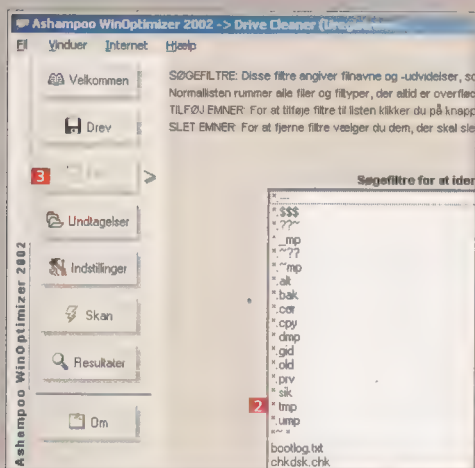 Ashampoo WinOptimizer 2002 -> Drive Cleaner
Fil Vinduer Internet Hjælp
Velkommen
Drev
3
>
Undtagelser
Indstillinger
Skan
Resultater
Om
Ashampoo WinOptimizer 2002
SØGEFILTRE: Disse filtre angiver filnavne og -udvidelser, so
Normallisten rummer alle filer og filtyper, der altid er overflød
TILFØJ EMNER: For at tilføje filtre til listen klikker du på knapp
SLET EMNER: For at fjerne filtre vælger du dem, der skal sle
Søgefiltre for at iden
*.$$$
*.??~
*._mp
*.~??
*.~mp
*.alt
*.bak
*.cpy
*.dmp
*.gid
*.old
*.prv
*.sik
2
*.tmp
*.ump
bootlog.txt
chkdsk.chk